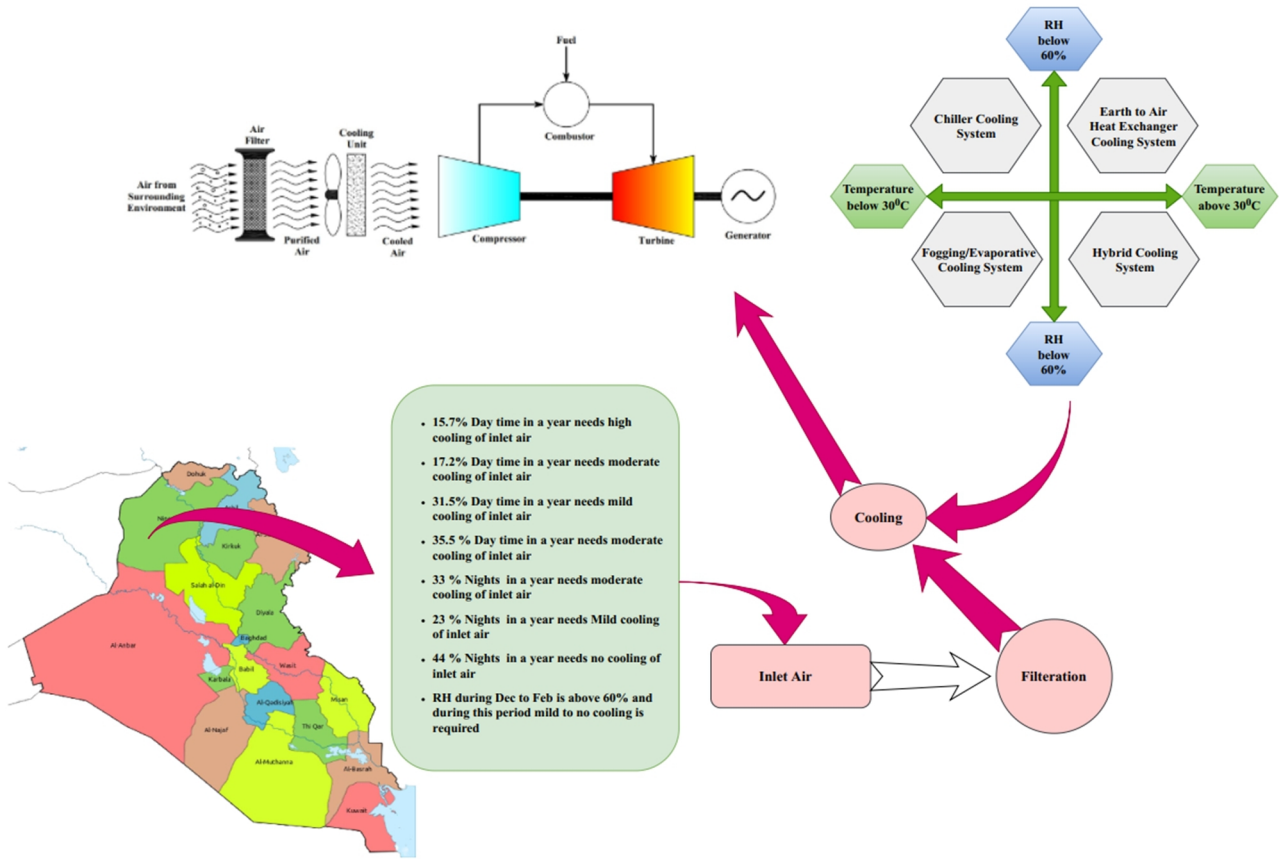 Fuel
Combustor
Air
Filter
Cooling
Unit
Air from
Surrounding
Environment
Purified
Air
Cooled
Air
Compressor
Turbine
Generator
RH
below
60%
Chiller Cooling
System
Earth to Air
Heat Exchanger
Cooling System
Temperature
below 30⁰C
Temperature
above 30⁰C
Fogging/Evaporative
Cooling System
Hybrid Cooling
System
RH
below
60%
• 15.7% Day time in a year needs high
cooling of inlet air
• 17.2% Day time in a year needs moderate
cooling of inlet air
• 31.5% Day time in a year needs mild
cooling of inlet air
• 35.5 % Day time in a year needs moderate
cooling of inlet air
• 33 % Nights in a year needs moderate
cooling of inlet air
• 23 % Nights in a year needs Mild cooling
of inlet air
• 44 % Nights in a year needs no cooling of
inlet air
• RH during Dec to Feb is above 60% and
during this period mild to no cooling is
required
Cooling
Inlet Air
Filteration
Dohuk
Kirkuk
Salah al-Din
Diyala
Al-Anbar
Baghdad
Wasit
Babil
Karbala
Al-Qadisiyah
Misan
Thi Qar
Al-Najaf
Al-Muthanna
Al-Basrah
Kuwait